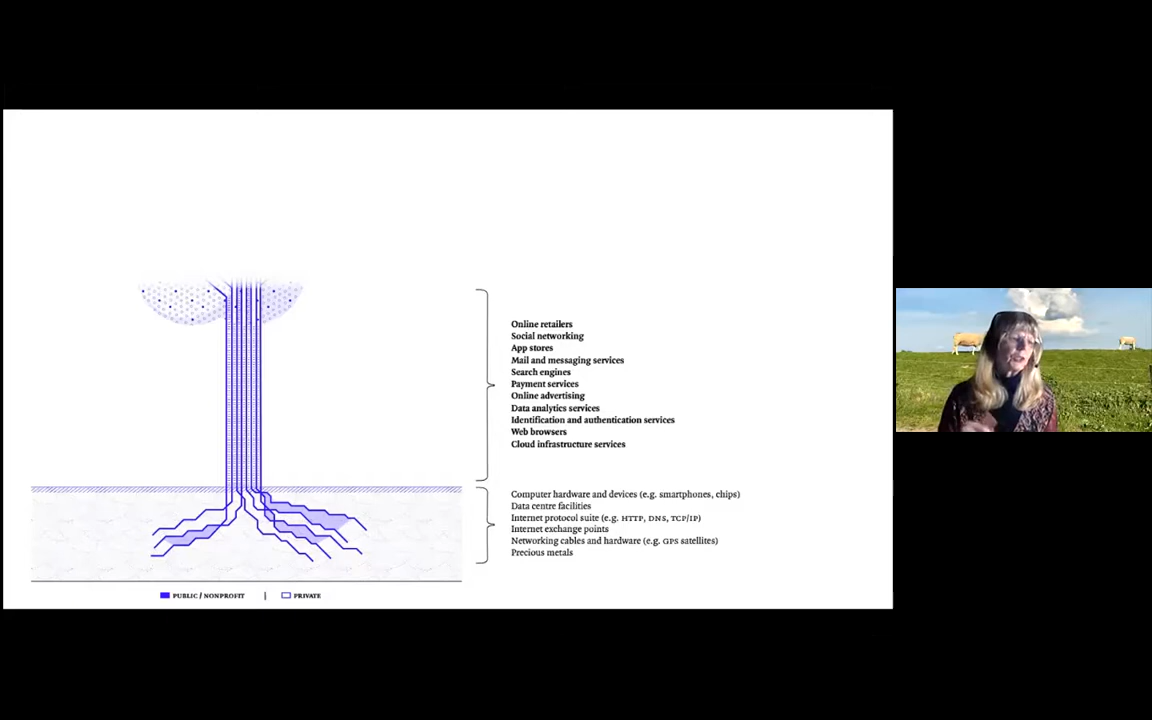 Online retailers
Social networking
App stores
Mail and messaging services
Search engines
Payment services
Online advertising
Data analytics services
Identification and authentication services
Web browsers
Cloud infrastructure services
Computer hardware and devices (e.g. smartphones, chips)
Data centre facilities
Internet protocol suite (e.g. HTTP, DNS, TCP/IP)
Internet exchange points
Networking cables and hardware (e.g. GPS satellites)
Precious metals
PUBLIC / NONPROFIT | PRIVATE